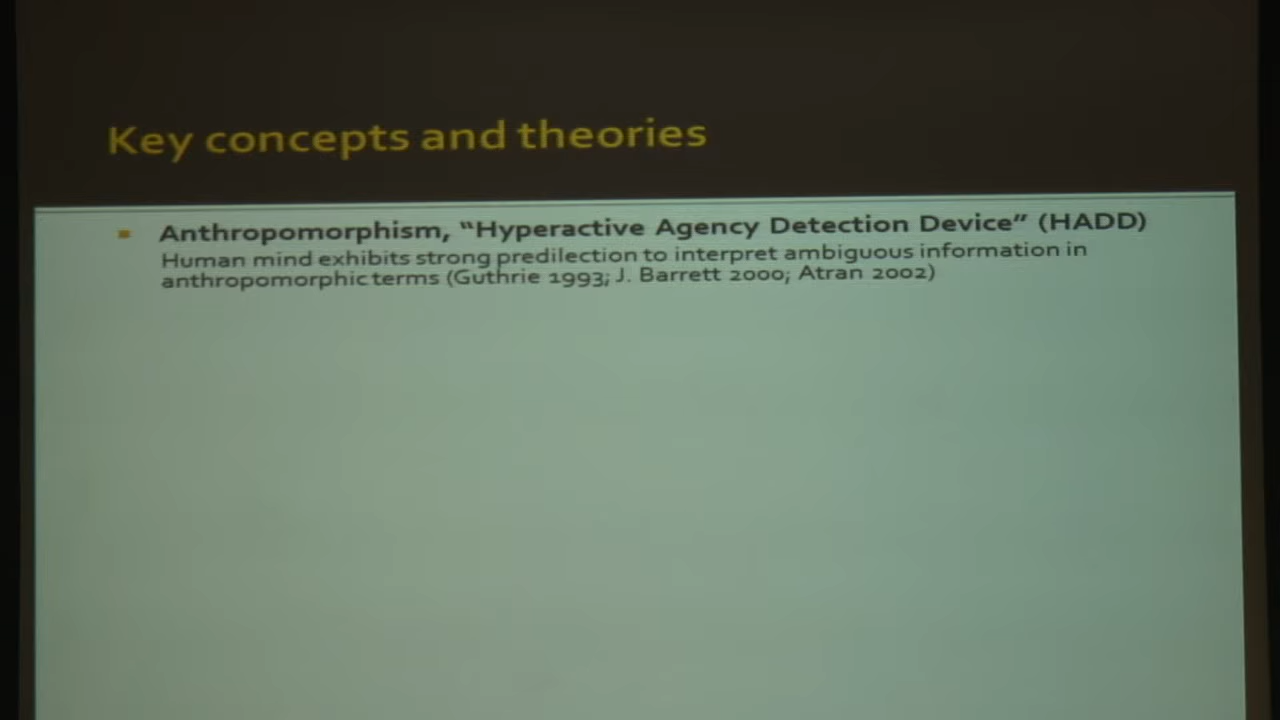 Key concepts and theories
Anthropomorphism, “Hyperactive Agency Detection Device” (HADD)
Human mind exhibits strong predilection to interpret ambiguous information in
anthropomorphic terms (Guthrie 1993; J. Barrett 2000; Atran 2002)